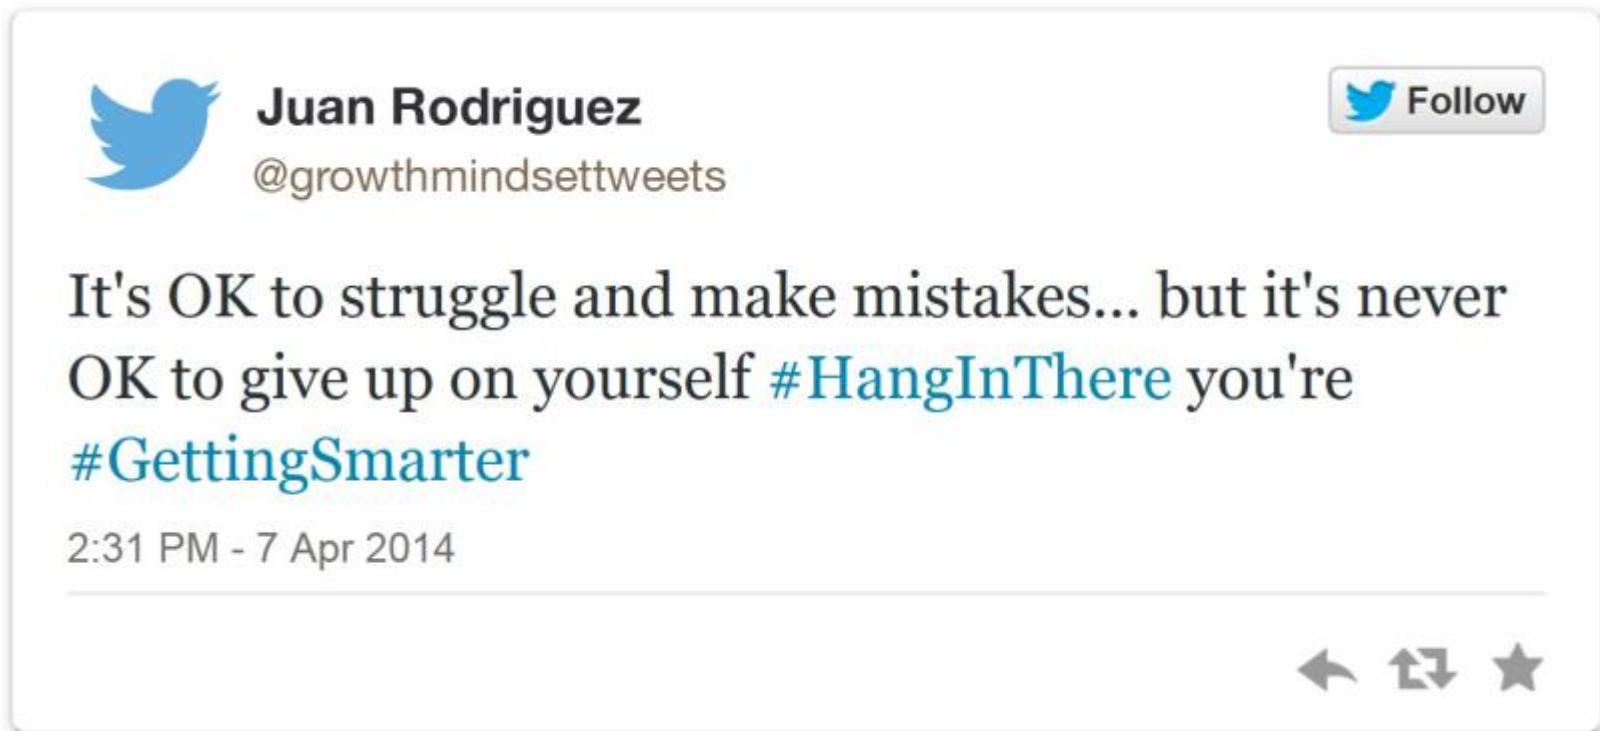 Juan Rodriguez
Follow
@growthmindsettweets
It's OK to struggle and make mistakes... but it's never
OK to give up on yourself #HangInThere you're
#GettingSmarter
2:31 PM - 7 Apr 2014